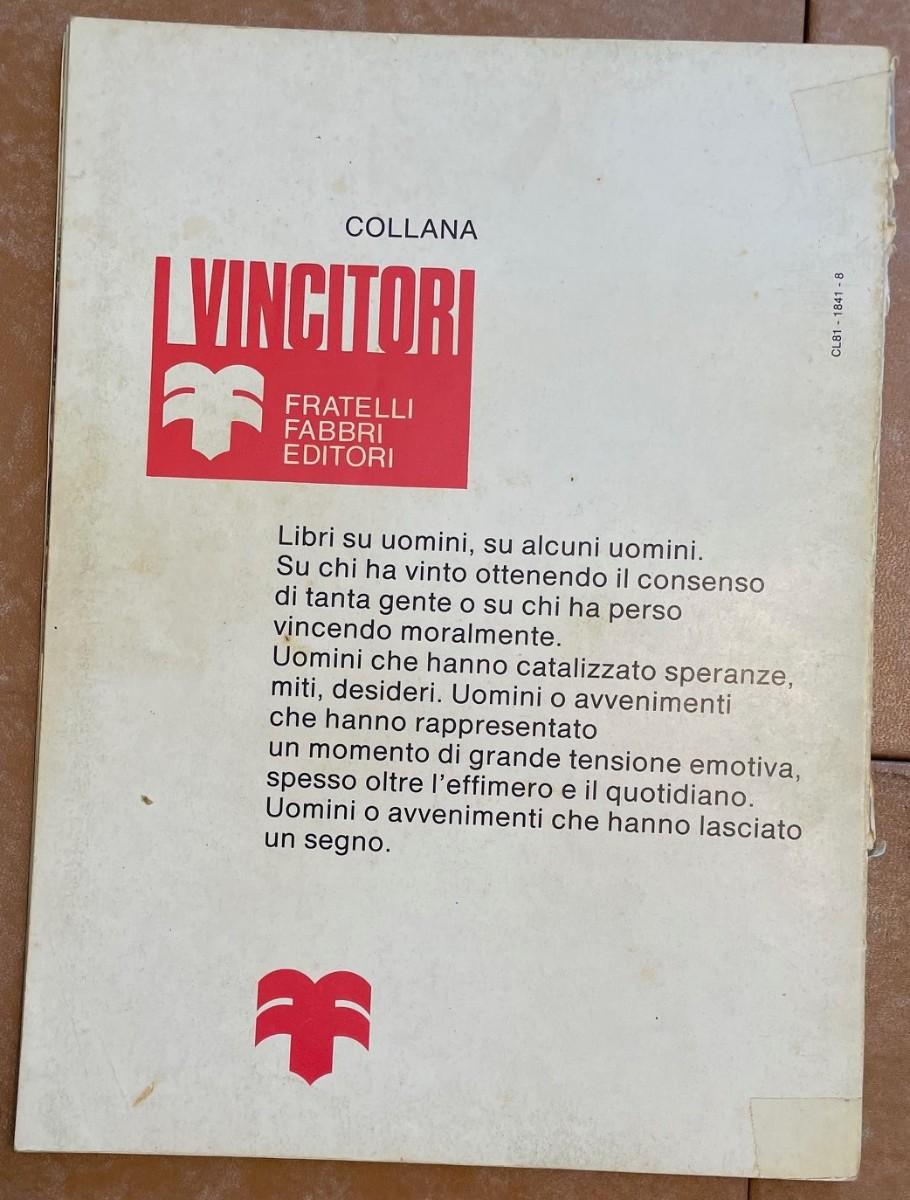 COLLANA
I VINCITORI
FRATELLI
FABBRI
EDITORI
CL81 - 1841 - 8
Libri su uomini, su alcuni uomini.
Su chi ha vinto ottenendo il consenso
di tanta gente o su chi ha perso
vincendo moralmente.
Uomini che hanno catalizzato speranze,
miti, desideri. Uomini o avvenimenti
che hanno rappresentato
un momento di grande tensione emotiva,
spesso oltre l'effimero e il quotidiano.
Uomini o avvenimenti che hanno lasciato
un segno.